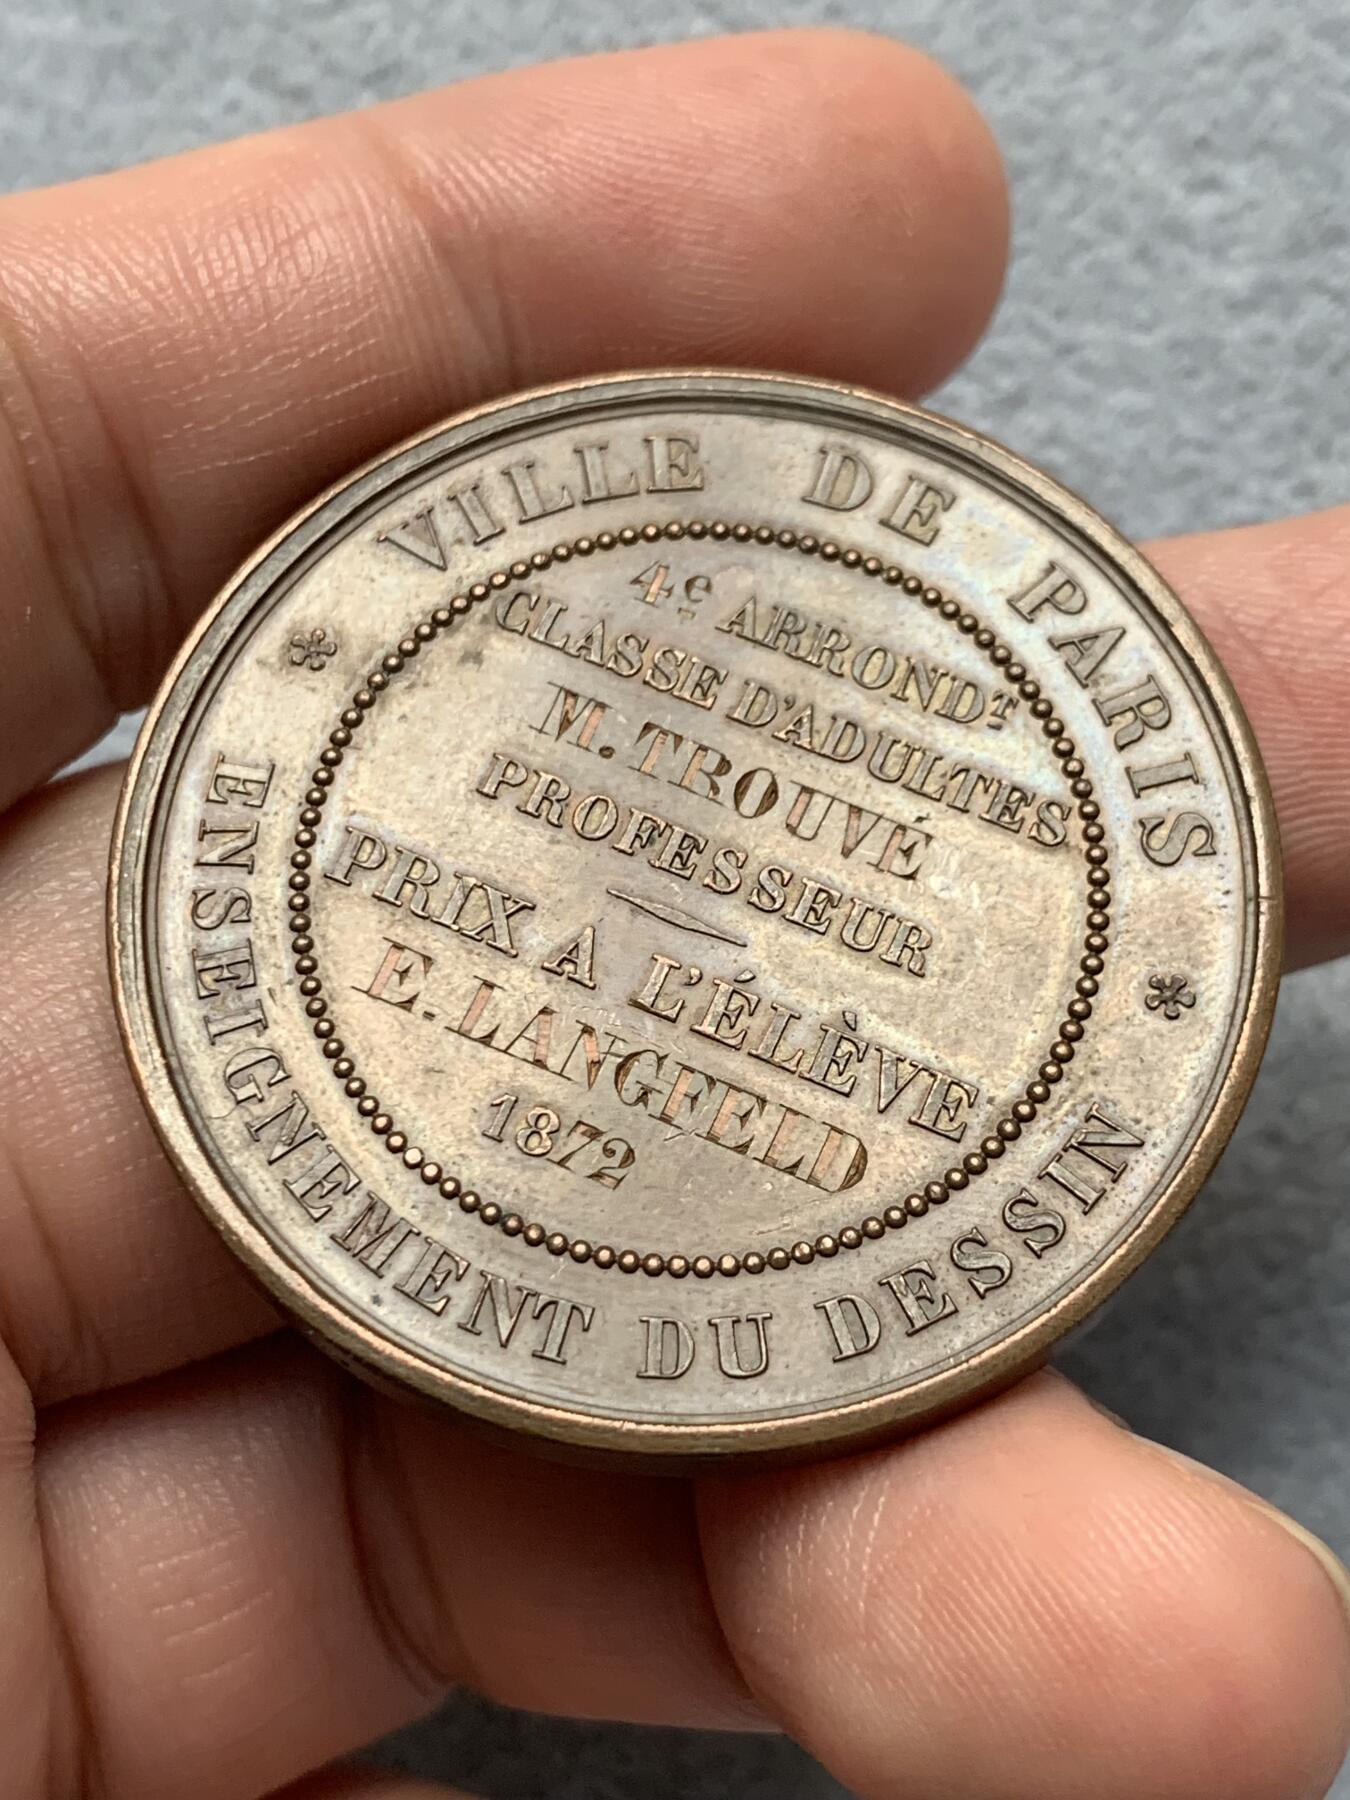 VILLE DE PARIS
4e ARRONDT
CLASSE D'ADULTES
M. TROUVÉ
PROFESSEUR
PRIX A L'ÉLÈVE
E. LANGFELD
1872
ENSEIGNEMENT DU DESSIN